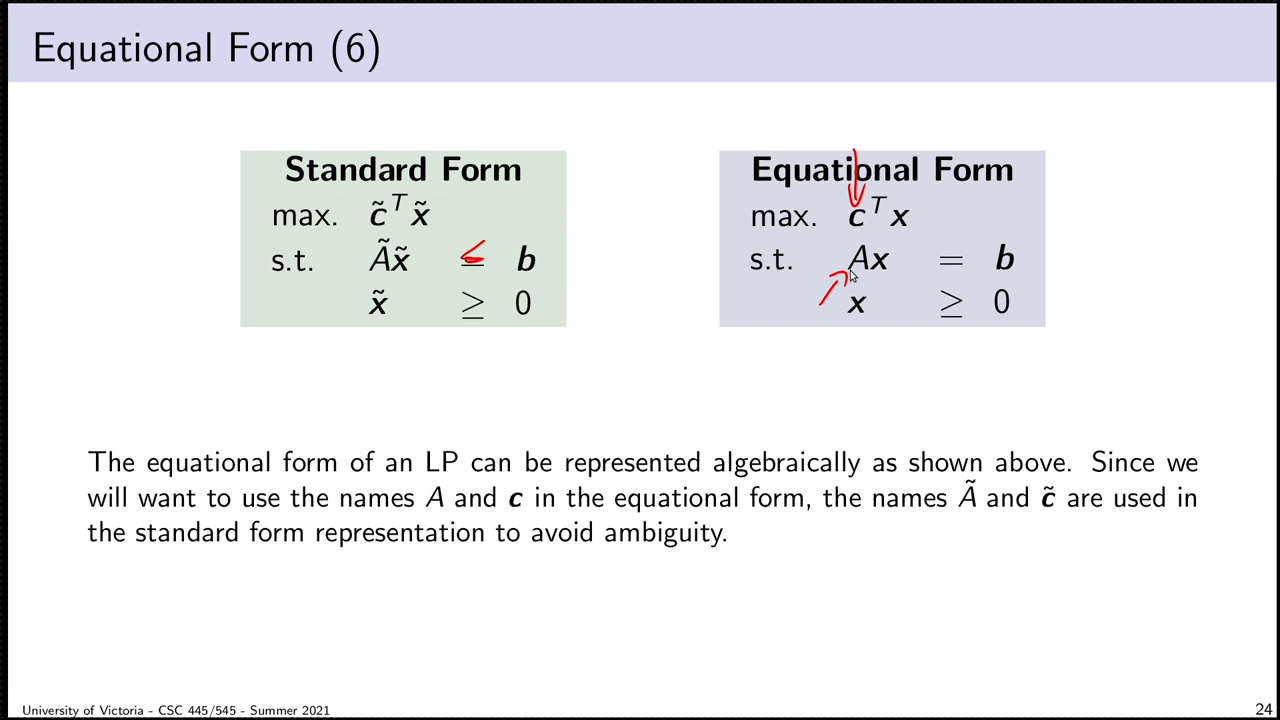 Equational Form (6)
Standard Form
max. c̃ᵀx̃
s.t. Ãx̃ ≤ b
x̃ ≥ 0
Equational Form
max. cᵀx
s.t. Ax = b
x ≥ 0
The equational form of an LP can be represented algebraically as shown above. Since we
will want to use the names A and c in the equational form, the names Ã and c̃ are used in
the standard form representation to avoid ambiguity.
University of Victoria - CSC 445/545 - Summer 2021
24